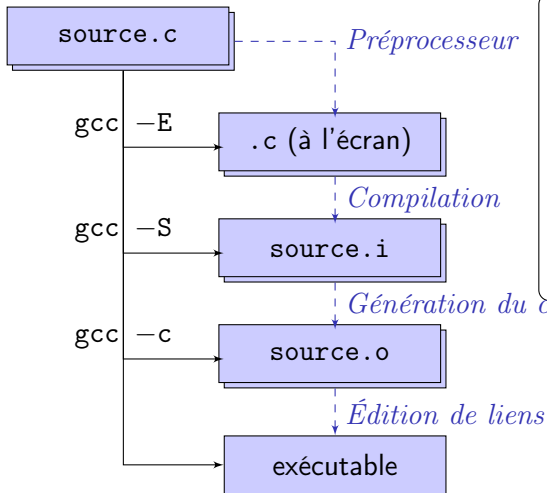 source.c
Préprocesseur
gcc -E
.c (à l'écran)
Compilation
gcc -S
source.i
Génération du
gcc -c
source.o
Édition de liens
exécutable